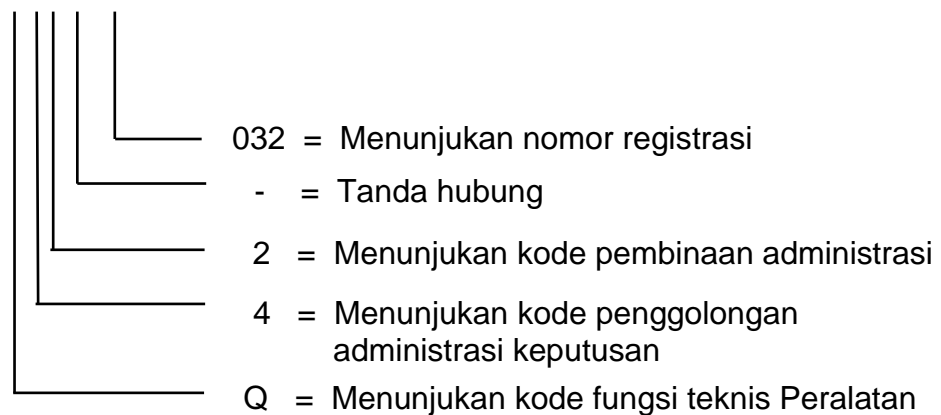 032 = Menunjukan nomor registrasi
- = Tanda hubung
2 = Menunjukan kode pembinaan administrasi
4 = Menunjukan kode penggolongan
administrasi keputusan
Q = Menunjukan kode fungsi teknis Peralatan